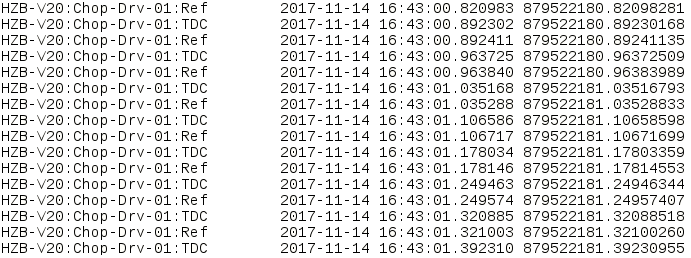 HZB-V20:Chop-Drv-01:Ref 2017-11-14 16:43:00.820983 879522180.82098281
HZB-V20:Chop-Drv-01:TDC 2017-11-14 16:43:00.892302 879522180.89230168
HZB-V20:Chop-Drv-01:Ref 2017-11-14 16:43:00.892411 879522180.89241135
HZB-V20:Chop-Drv-01:TDC 2017-11-14 16:43:00.963725 879522180.96372509
HZB-V20:Chop-Drv-01:Ref 2017-11-14 16:43:00.963840 879522180.96383989
HZB-V20:Chop-Drv-01:TDC 2017-11-14 16:43:01.035168 879522181.03516793
HZB-V20:Chop-Drv-01:Ref 2017-11-14 16:43:01.035288 879522181.03528833
HZB-V20:Chop-Drv-01:TDC 2017-11-14 16:43:01.106586 879522181.10658598
HZB-V20:Chop-Drv-01:Ref 2017-11-14 16:43:01.106717 879522181.10671699
HZB-V20:Chop-Drv-01:TDC 2017-11-14 16:43:01.178034 879522181.17803359
HZB-V20:Chop-Drv-01:Ref 2017-11-14 16:43:01.178146 879522181.17814553
HZB-V20:Chop-Drv-01:TDC 2017-11-14 16:43:01.249463 879522181.24946344
HZB-V20:Chop-Drv-01:Ref 2017-11-14 16:43:01.249574 879522181.24957407
HZB-V20:Chop-Drv-01:TDC 2017-11-14 16:43:01.320885 879522181.32088518
HZB-V20:Chop-Drv-01:Ref 2017-11-14 16:43:01.321003 879522181.32100260
HZB-V20:Chop-Drv-01:TDC 2017-11-14 16:43:01.392310 879522181.39230955